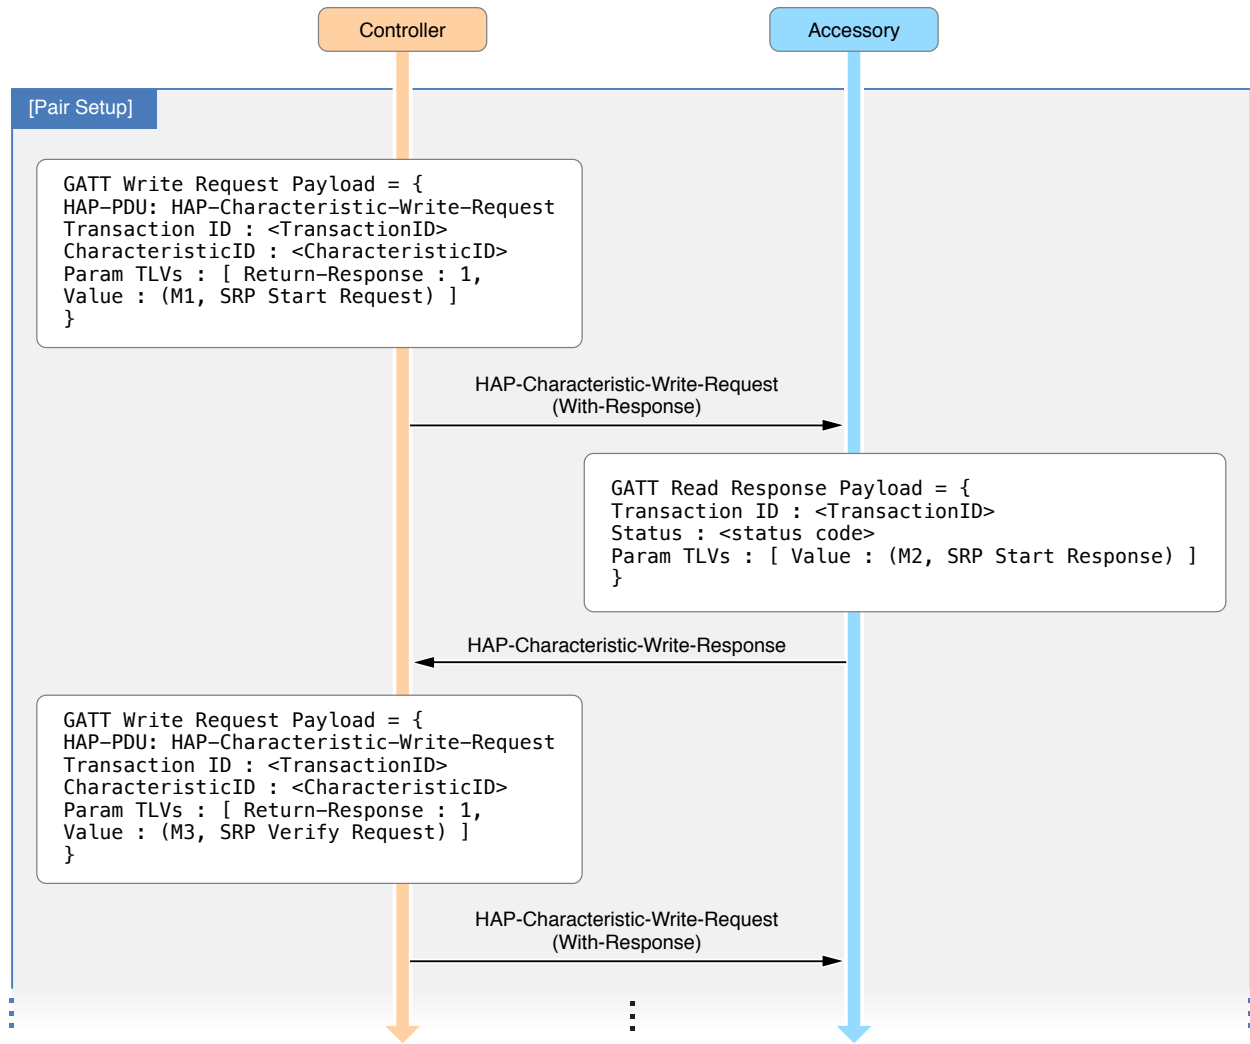 Controller
Accessory
[Pair Setup]
GATT Write Request Payload = {
HAP-PDU: HAP-Characteristic-Write-Request
Transaction ID : <TransactionID>
CharacteristicID : <CharacteristicID>
Param TLVs : [ Return-Response : 1,
Value : (M1, SRP Start Request) ]
}
HAP-Characteristic-Write-Request
(With-Response)
GATT Read Response Payload = {
Transaction ID : <TransactionID>
Status : <status code>
Param TLVs : [ Value : (M2, SRP Start Response) ]
}
HAP-Characteristic-Write-Response
GATT Write Request Payload = {
HAP-PDU: HAP-Characteristic-Write-Request
Transaction ID : <TransactionID>
CharacteristicID : <CharacteristicID>
Param TLVs : [ Return-Response : 1,
Value : (M3, SRP Verify Request) ]
}
HAP-Characteristic-Write-Request
(With-Response)